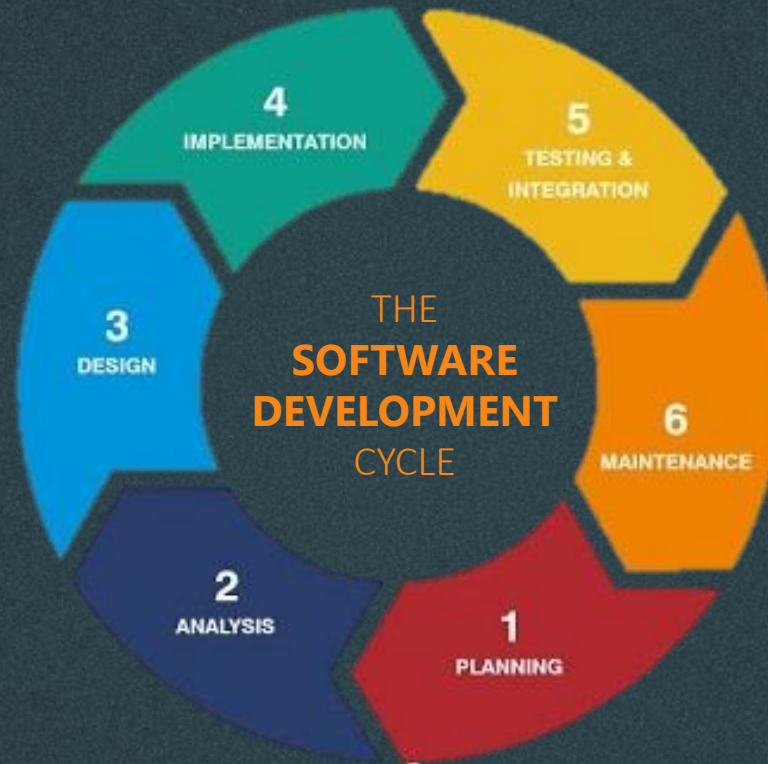 THE
SOFTWARE
DEVELOPMENT
CYCLE
1
PLANNING
2
ANALYSIS
3
DESIGN
4
IMPLEMENTATION
5
TESTING &
INTEGRATION
6
MAINTENANCE